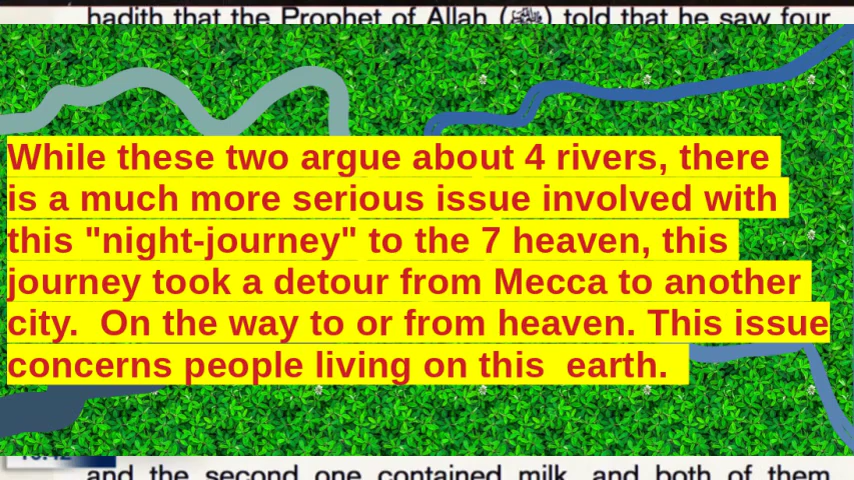 hadith that the Prophet of Allah (ﷺ) told that he saw four
While these two argue about 4 rivers, there
is a much more serious issue involved with
this "night-journey" to the 7 heaven, this
journey took a detour from Mecca to another
city.  On the way to or from heaven. This issue
concerns people living on this  earth.
and the second one contained milk, and both of them